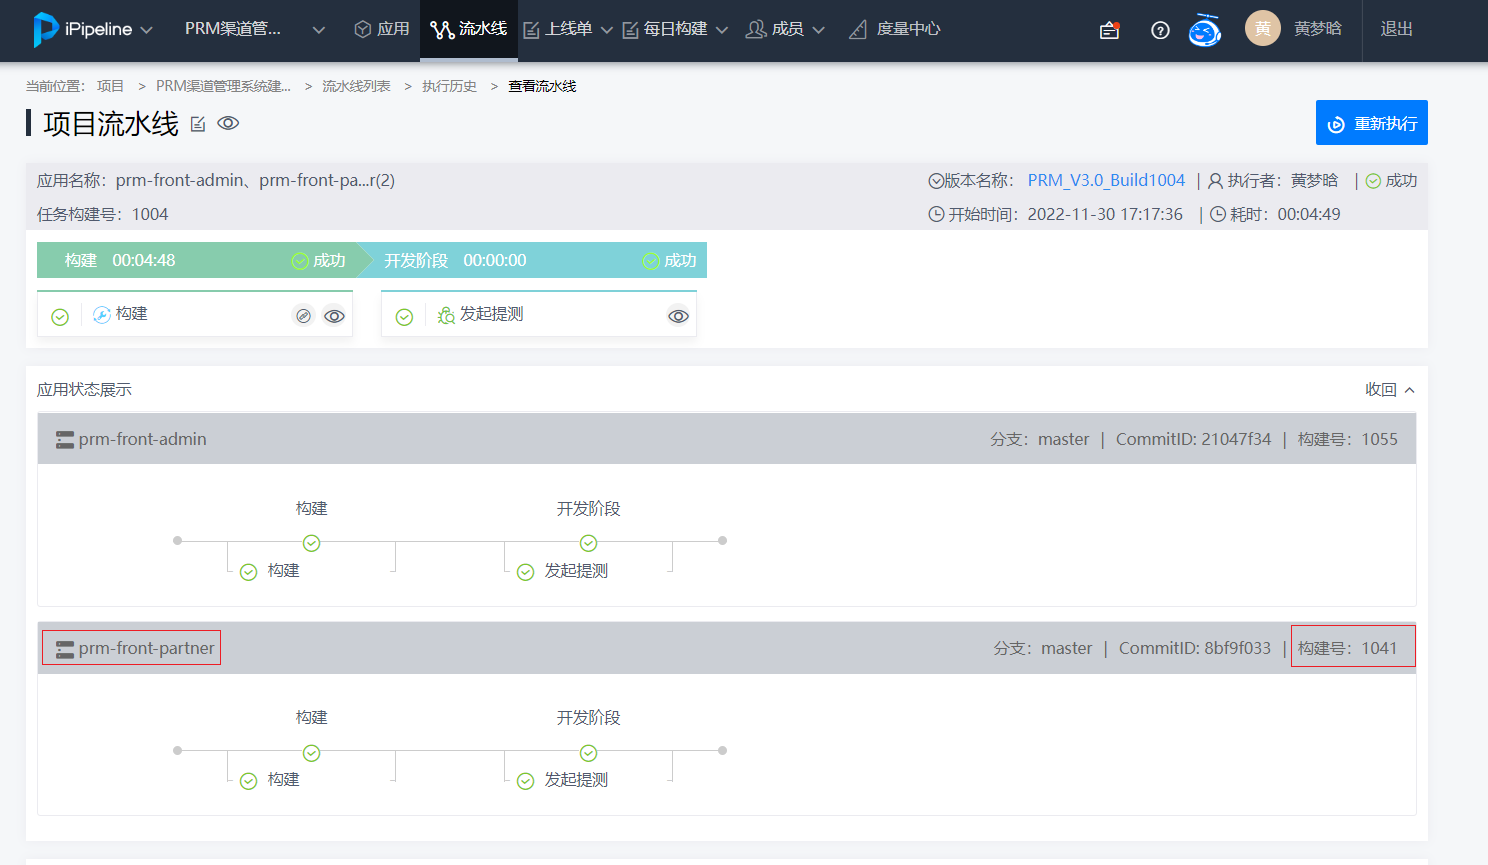 iPipeline PRM渠道管... 应用 流水线 上线单 每日构建 成员 度量中心 黄 黄梦晗 退出
当前位置： 项目 > PRM渠道管理系统建... > 流水线列表 > 执行历史 > 查看流水线
项目流水线
重新执行
应用名称：prm-front-admin、prm-front-pa...r(2)
版本名称： PRM_V3.0_Build1004 | 执行者：黄梦晗 | 成功
任务构建号：1004
开始时间：2022-11-30 17:17:36 | 耗时：00:04:49
构建 00:04:48 成功 开发阶段 00:00:00 成功
构建 发起提测
应用状态展示 收回
prm-front-admin 分支：master | CommitID: 21047f34 | 构建号：1055
构建 开发阶段
构建 发起提测
prm-front-partner 分支：master | CommitID: 8bf9f033 | 构建号：1041
构建 开发阶段
构建 发起提测